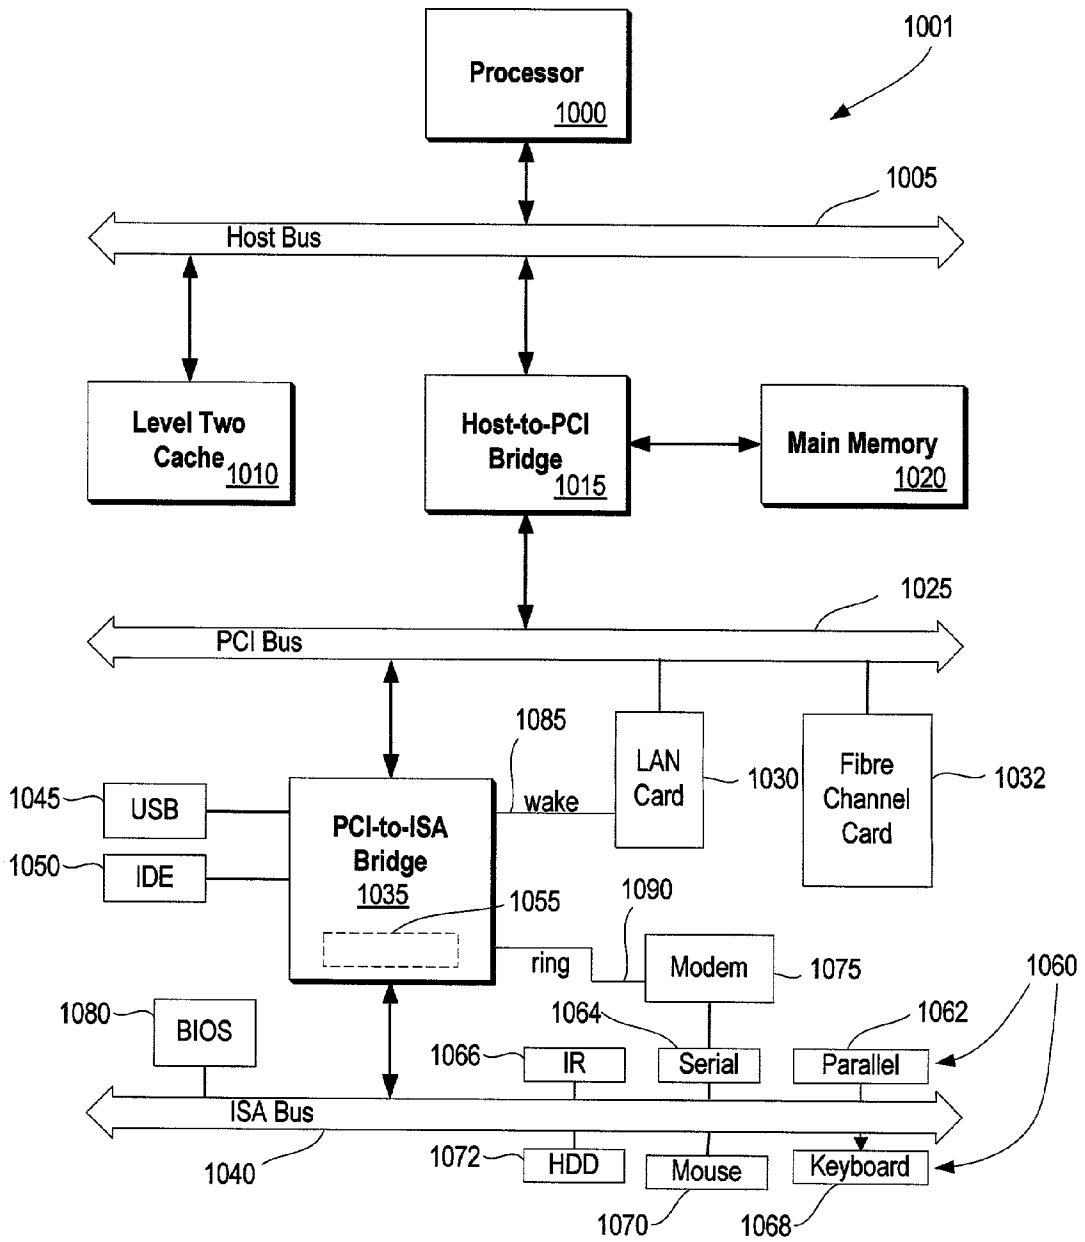 1001
Processor
1000
1005
Host Bus
Level Two
Cache
1010
Host-to-PCI
Bridge
1015
Main Memory
1020
1025
PCI Bus
1085
wake
LAN
Card
1030
Fibre
Channel
Card
1032
1045
USB
1050
IDE
PCI-to-ISA
Bridge
1035
1055
1090
ring
Modem
1075
1060
1080
BIOS
1064
1062
1066
IR
Serial
Parallel
ISA Bus
1040
1072
HDD
Mouse
Keyboard
1070
1068